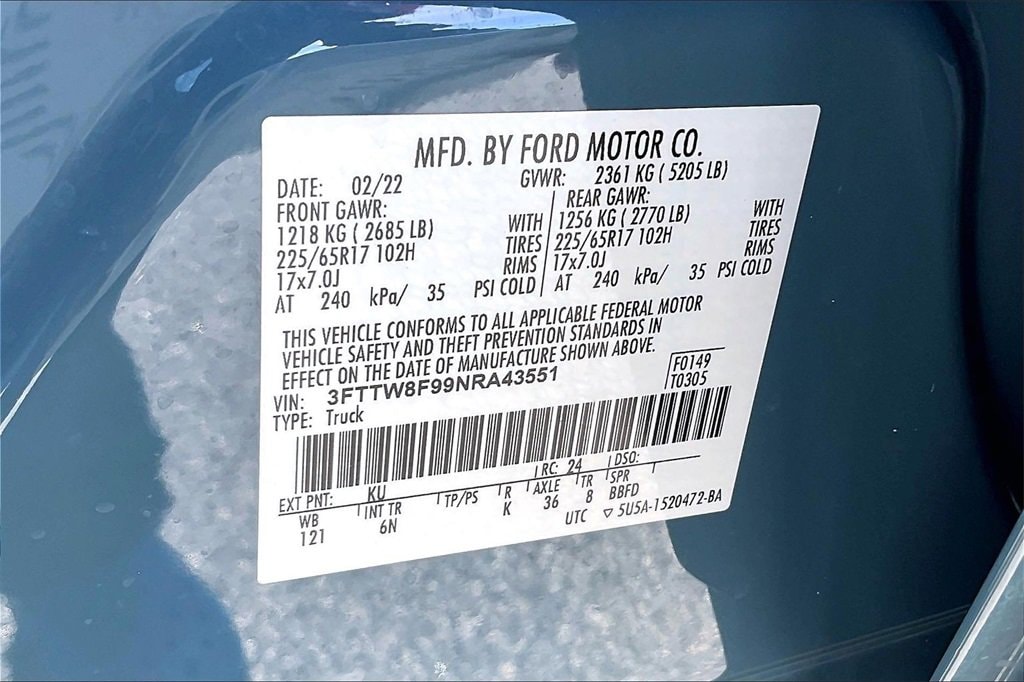 MFD. BY FORD MOTOR CO.
DATE: 02/22 GVWR: 2361 KG ( 5205 LB)
FRONT GAWR: REAR GAWR:
1218 KG ( 2685 LB) WITH 1256 KG ( 2770 LB) WITH
225/65R17 102H TIRES 225/65R17 102H TIRES
17x7.0J RIMS 17x7.0J RIMS
AT 240 kPa/ 35 PSI COLD AT 240 kPa/ 35 PSI COLD
THIS VEHICLE CONFORMS TO ALL APPLICABLE FEDERAL MOTOR
VEHICLE SAFETY AND THEFT PREVENTION STANDARDS IN
EFFECT ON THE DATE OF MANUFACTURE SHOWN ABOVE.
VIN: 3FTTW8F99NRA43551 F0149
TYPE: Truck T0305
EXT PNT: KU RC: 24 DSO:
WB INT TR TP/PS R AXLE TR SPR
121 6N K 36 8 BBFD
UTC ▽ 5U5A-1520472-BA